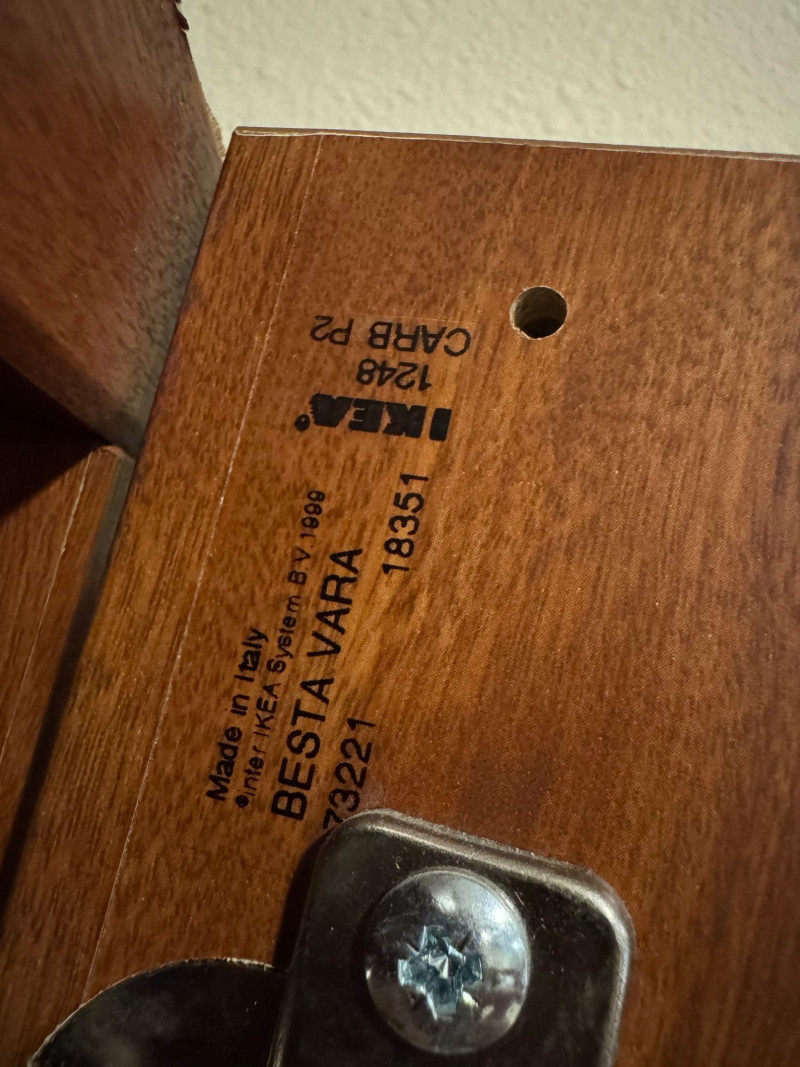 Made in Italy
©Inter IKEA System B.V.1999
BESTA VARA
73221 18351
IKEA®
1248
CARB P2